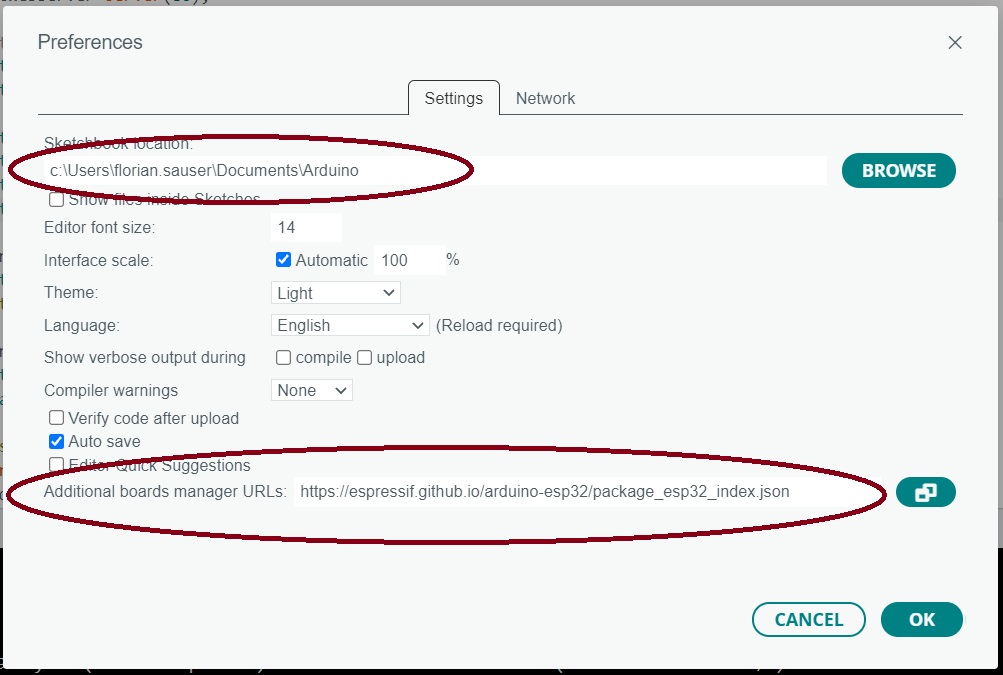 Preferences
Settings Network
Sketchbook location:
c:\Users\florian.sauser\Documents\Arduino BROWSE
Show files inside Sketches
Editor font size: 14
Interface scale: Automatic 100 %
Theme: Light
Language: English (Reload required)
Show verbose output during compile upload
Compiler warnings None
Verify code after upload
Auto save
Editor Quick Suggestions
Additional boards manager URLs: https://espressif.github.io/arduino-esp32/package_esp32_index.json
CANCEL OK